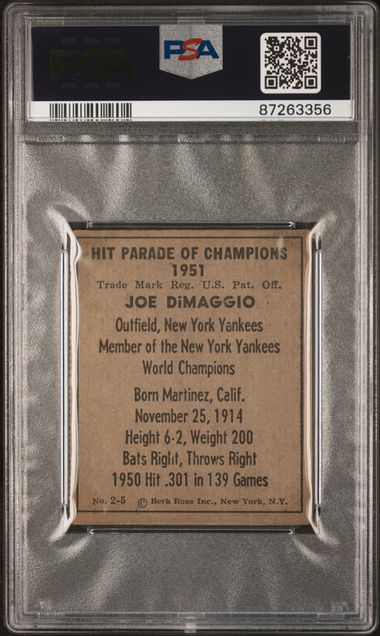 PSA
PSA
87263356
HIT PARADE OF CHAMPIONS
1951
Trade Mark Reg. U.S. Pat. Off.
JOE DiMAGGIO
Outfield, New York Yankees
Member of the New York Yankees
World Champions
Born Martinez, Calif.
November 25, 1914
Height 6-2, Weight 200
Bats Right, Throws Right
1950 Hit .301 in 139 Games
No. 2-5 © Berk Ross Inc., New York, N.Y.